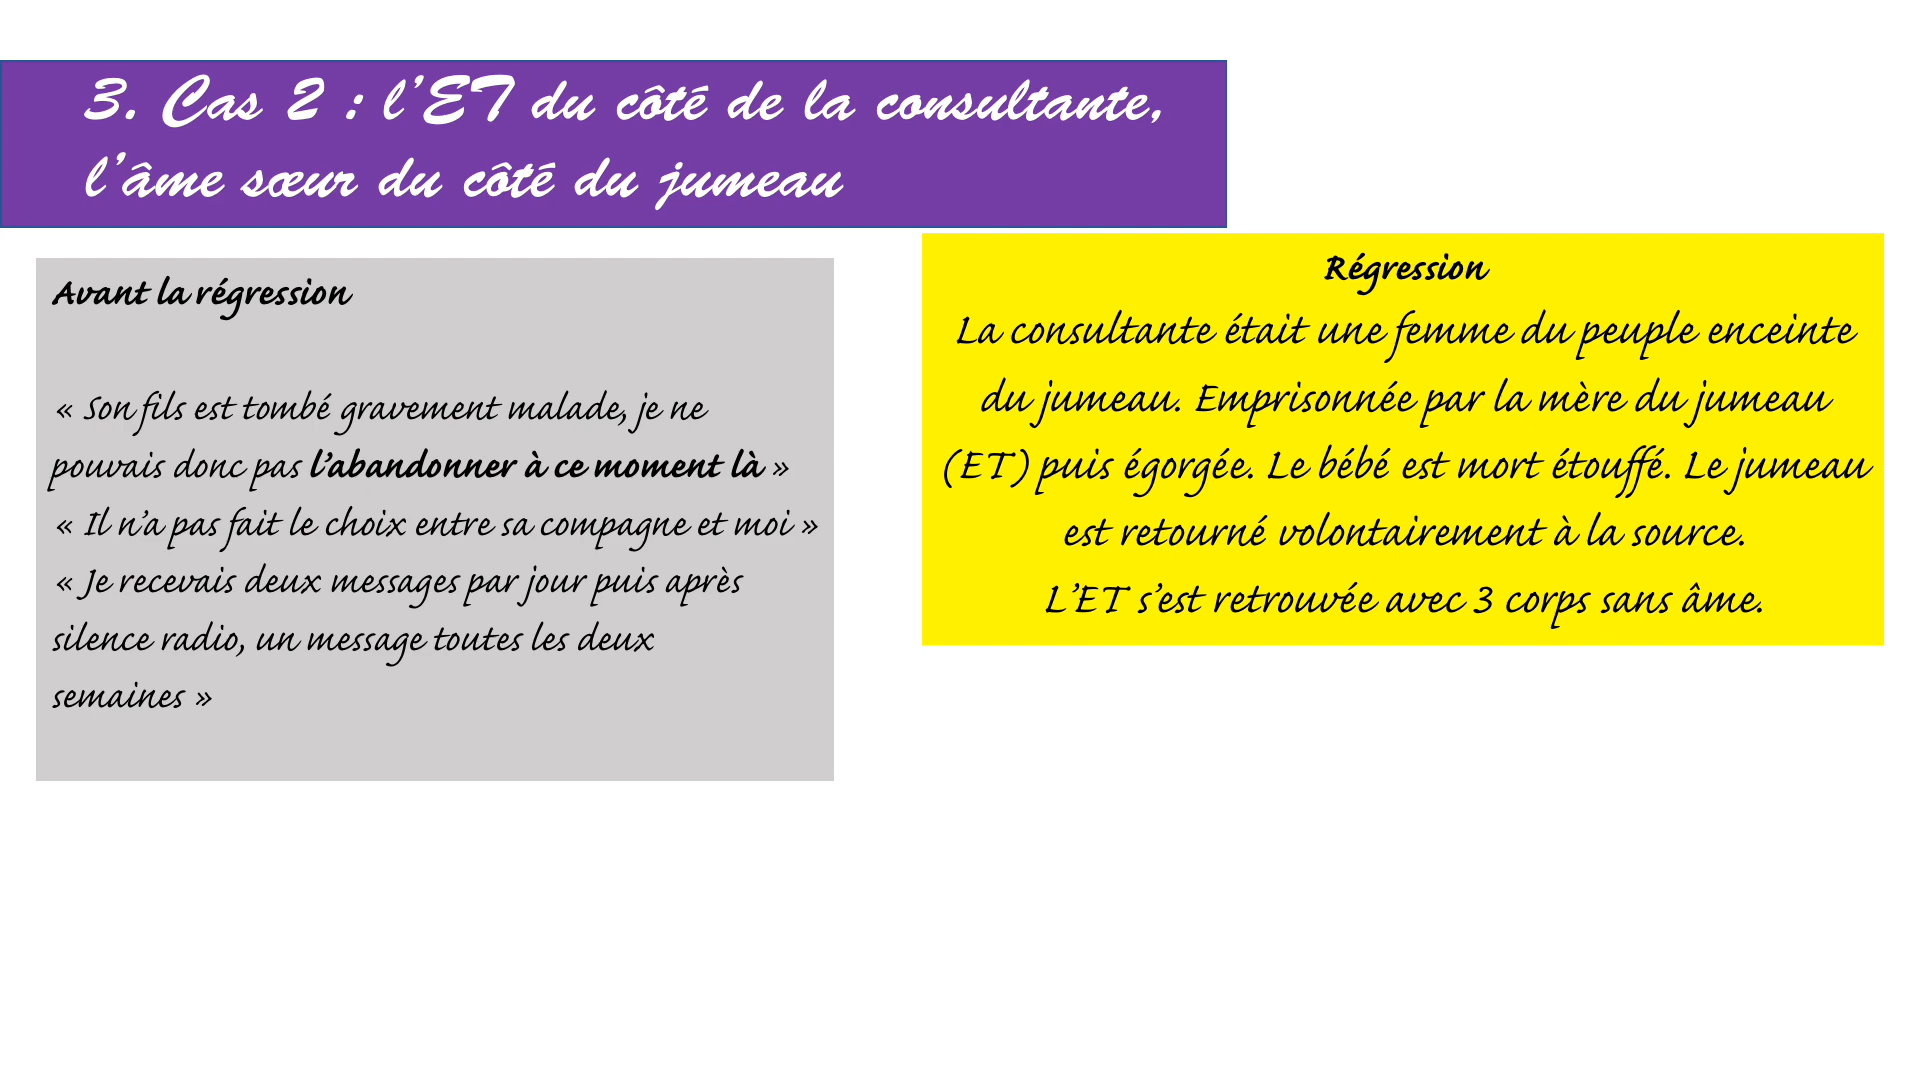 3. Cas 2 : l’ET du côté de la consultante,
l’âme sœur du côté du jumeau
Avant la régression
« Son fils est tombé gravement malade, je ne
pouvais donc pas l’abandonner à ce moment là »
« Il n’a pas fait le choix entre sa compagne et moi »
« Je recevais deux messages par jour puis après
silence radio, un message toutes les deux
semaines »
Régression
La consultante était une femme du peuple enceinte
du jumeau. Emprisonnée par la mère du jumeau
(ET) puis égorgée. Le bébé est mort étouffé. Le jumeau
est retourné volontairement à la source.
L’ET s’est retrouvée avec 3 corps sans âme.